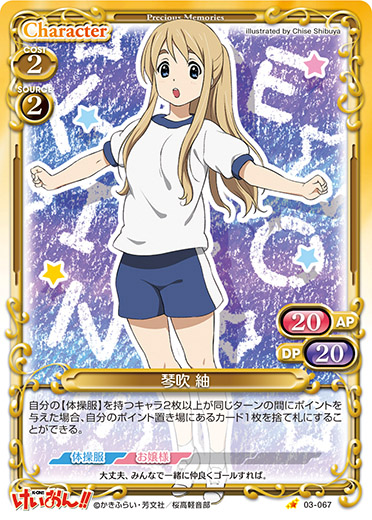 Precious Memories
Character
illustrated by Chise Shibuya
COST
2
SOURCE
2
20 AP
DP 20
琴吹 紬
自分の【体操服】を持つキャラ2枚以上が同じターンの間にポイント
を与えた場合、自分のポイント置き場にあるカード1枚を捨て札にするこ
とができる。
体操服 お嬢様
大丈夫、みんなで一緒に仲良くゴールすれば。
K-ON!!
けいおん!!
©かきふらい・芳文社/桜高軽音部
03-067